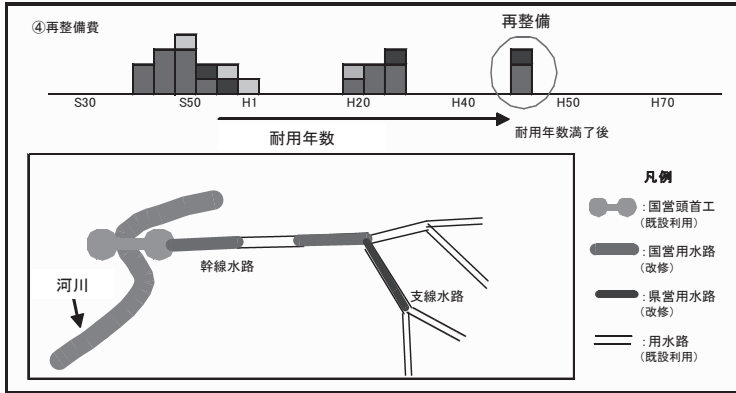 ④再整備費
再整備
S30
S50
H1
H20
H40
H50
H70
耐用年数
耐用年数満了後
河川
幹線水路
支線水路
凡例
:国営頭首工
(既設利用)
:国営用水路
(改修)
:県営用水路
(改修)
:用水路
(既設利用)